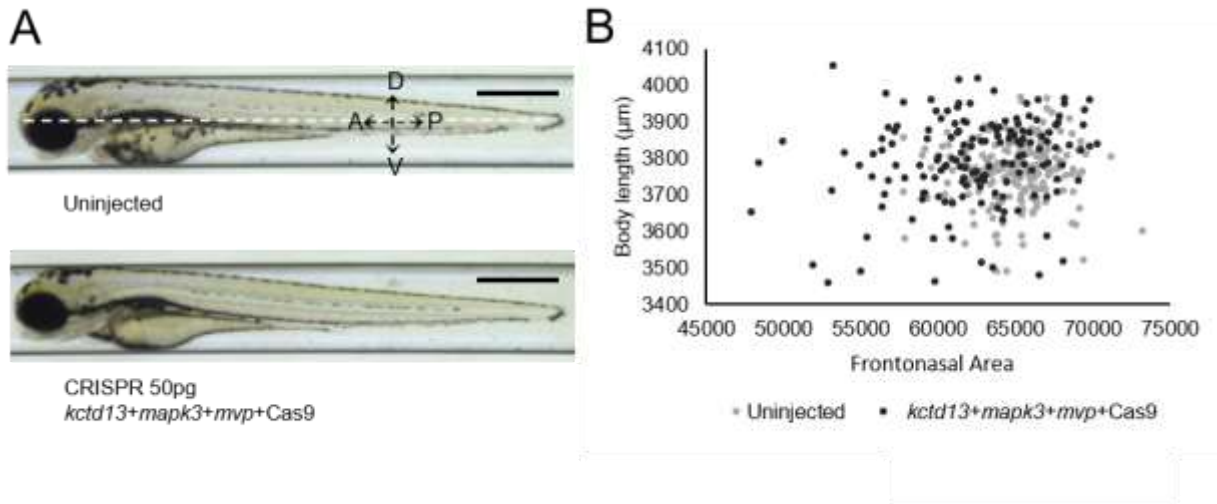 A
D
A P
V
Uninjected
CRISPR 50pg
kctd13+mapk3+mvp+Cas9
B
Body length (µm)
4100
4000
3900
3800
3700
3600
3500
3400
45000 50000 55000 60000 65000 70000 75000
Frontonasal Area
Uninjected kctd13+mapk3+mvp+Cas9